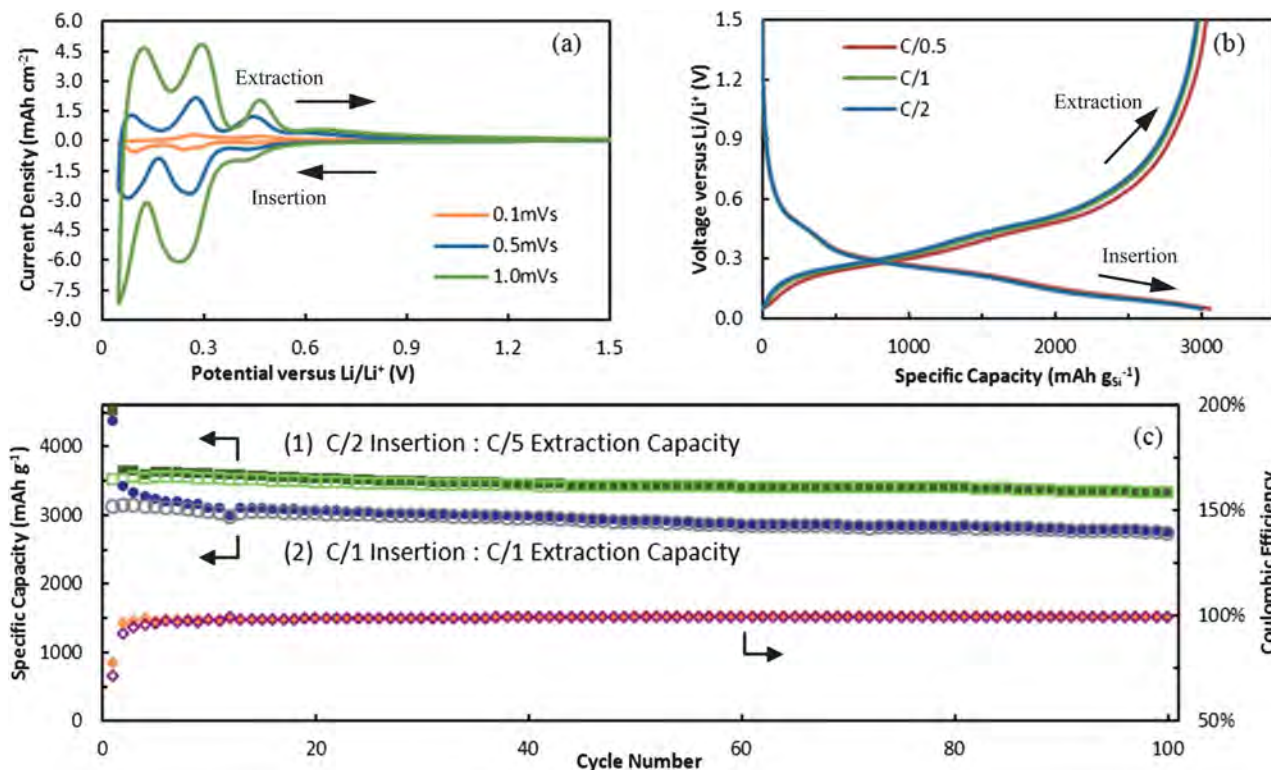 (a)
Current Density (mAh cm⁻²)
6.0
4.5
3.0
1.5
0.0
-1.5
-3.0
-4.5
-6.0
-7.5
-9.0
Extraction
Insertion
0.1mVs
0.5mVs
1.0mVs
0
0.3
0.6
0.9
1.2
1.5
Potential versus Li/Li⁺ (V)
(b)
Voltage versus Li/Li⁺ (V)
1.5
1.2
0.9
0.6
0.3
0.0
C/0.5
C/1
C/2
Extraction
Insertion
0
1000
2000
3000
Specific Capacity (mAh gSi⁻¹)
(c)
Specific Capacity (mAh g⁻¹)
4000
3500
3000
1500
1000
0
(1) C/2 Insertion : C/5 Extraction Capacity
(2) C/1 Insertion : C/1 Extraction Capacity
200%
150%
100%
50%
Coulombic Efficiency
0
20
40
60
80
100
Cycle Number